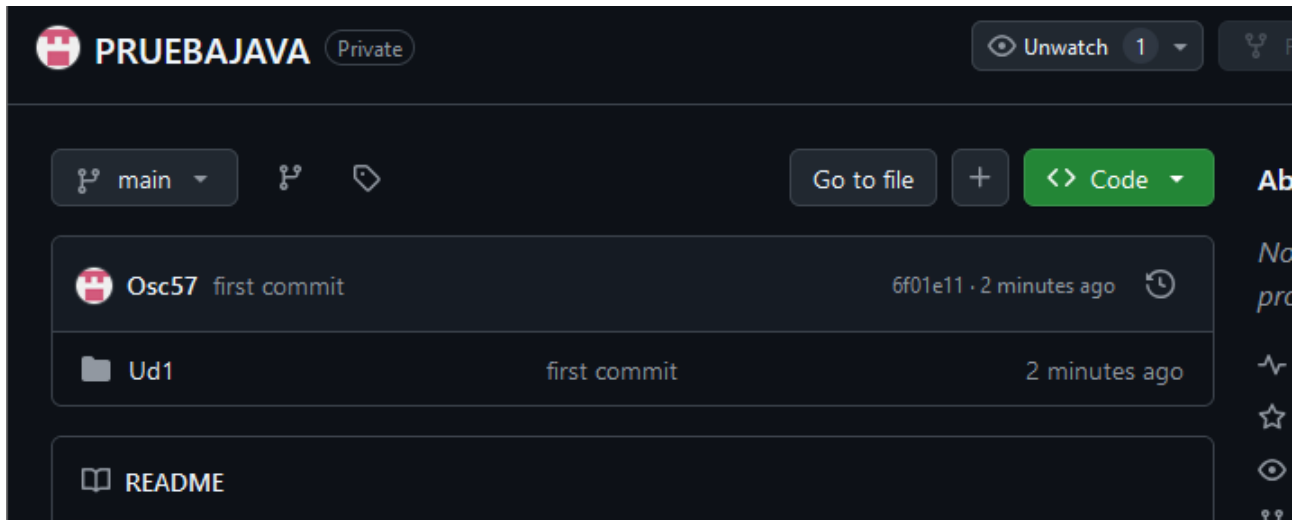 PRUEBAJAVA Private Unwatch 1
main Go to file + <> Code
Osc57 first commit 6f01e11 · 2 minutes ago
Ud1 first commit 2 minutes ago
README